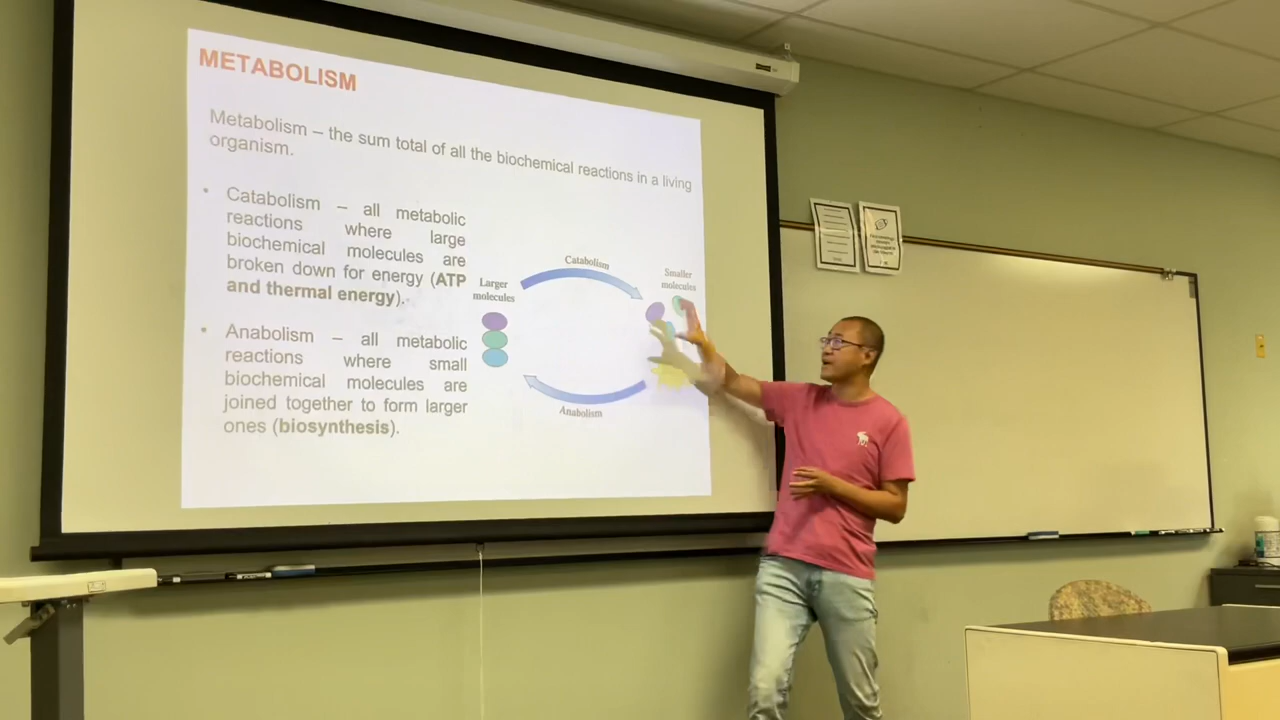 METABOLISM
Metabolism – the sum total of all the biochemical reactions in a living
organism.
• Catabolism – all metabolic
reactions where large
biochemical molecules are
broken down for energy (ATP
and thermal energy).
• Anabolism – all metabolic
reactions where small
biochemical molecules are
joined together to form larger
ones (biosynthesis).
Catabolism
Larger
molecules
Smaller
molecules
Anabolism